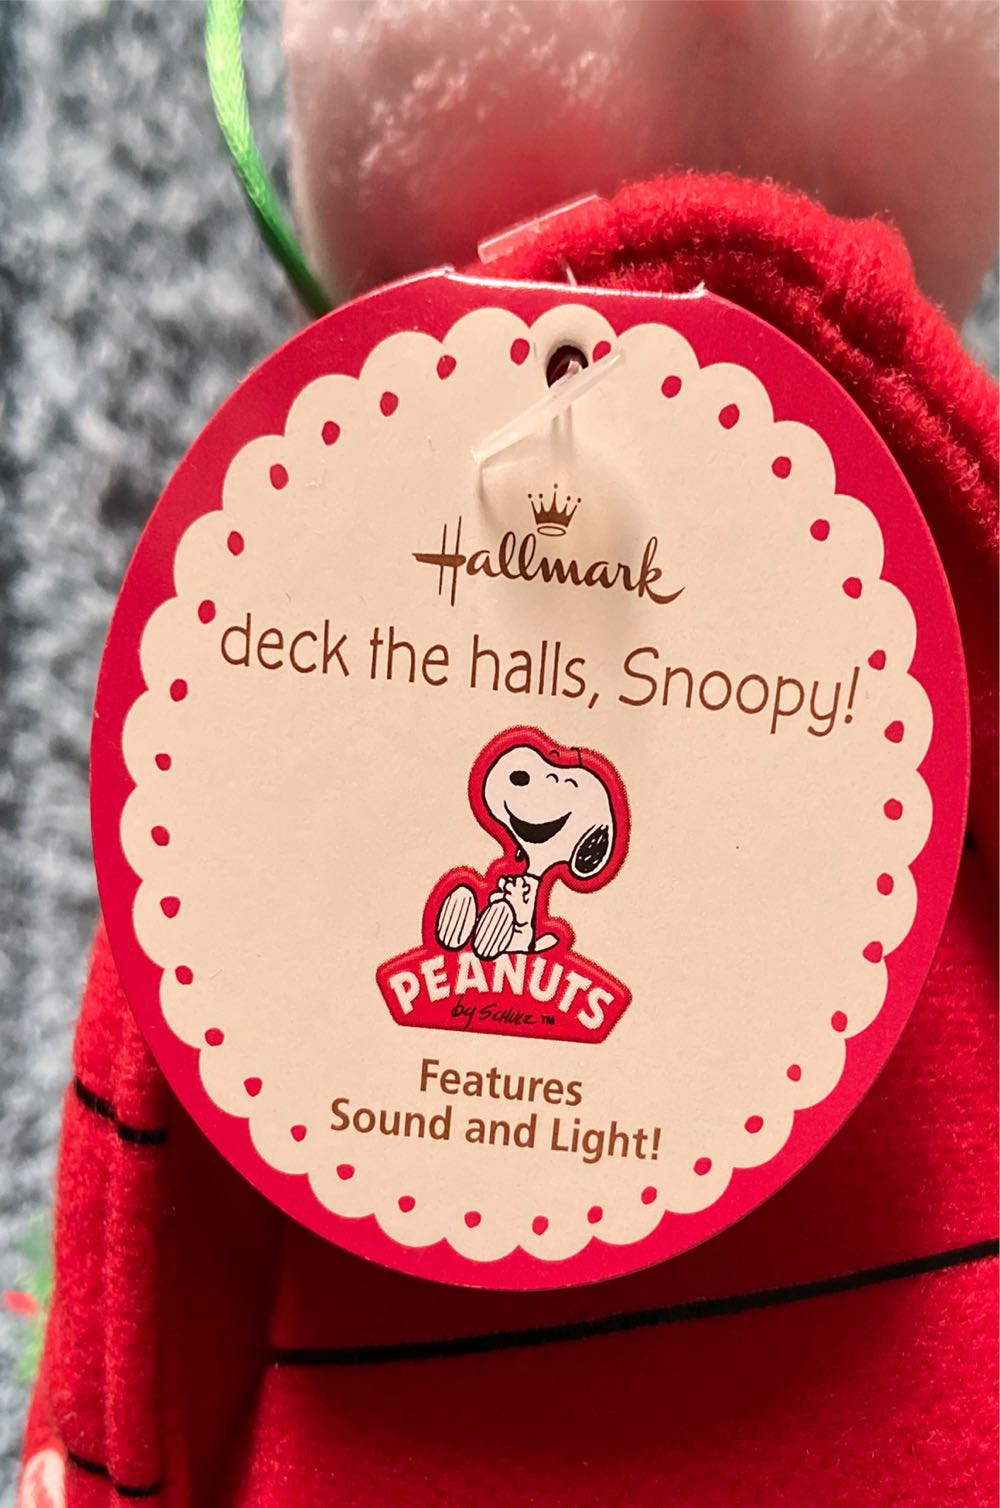 Hallmark
deck the halls, Snoopy!
PEANUTS
by SCHULZ TM
Features
Sound and Light!